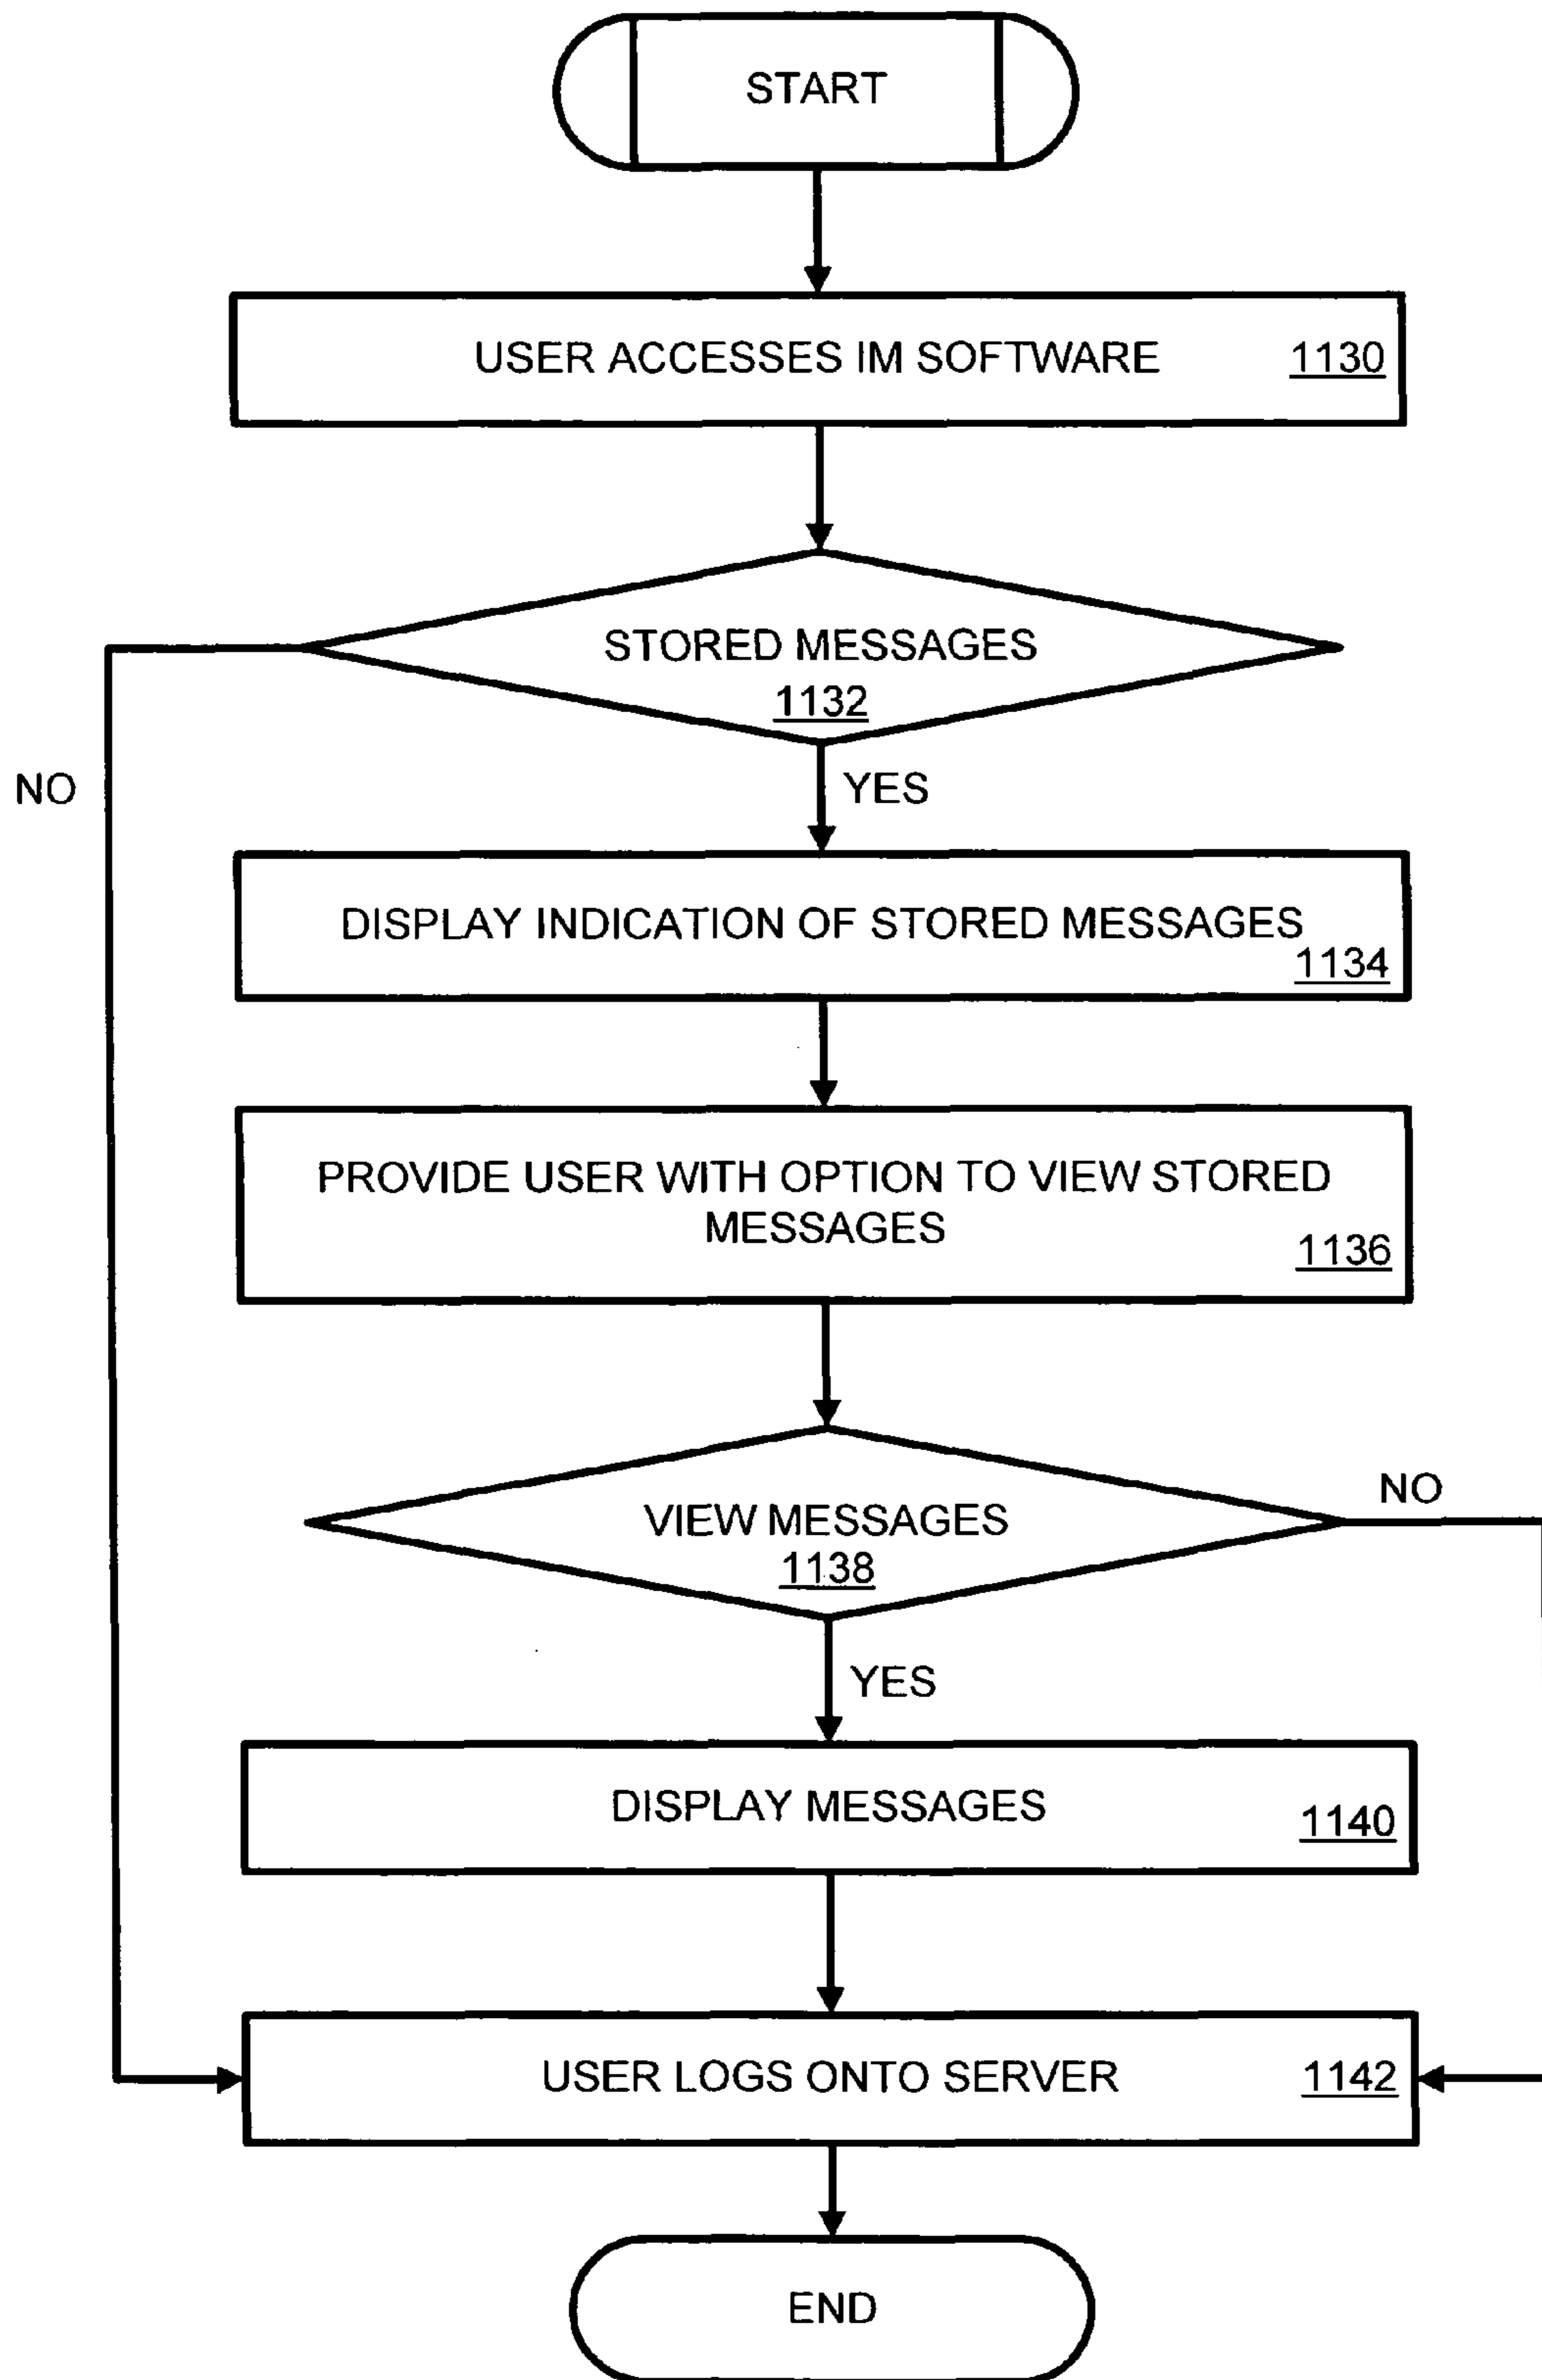 START
USER ACCESSES IM SOFTWARE 1130
STORED MESSAGES
1132
NO
YES
DISPLAY INDICATION OF STORED MESSAGES
1134
PROVIDE USER WITH OPTION TO VIEW STORED
MESSAGES
1136
NO
VIEW MESSAGES
1138
YES
DISPLAY MESSAGES 1140
USER LOGS ONTO SERVER 1142
END